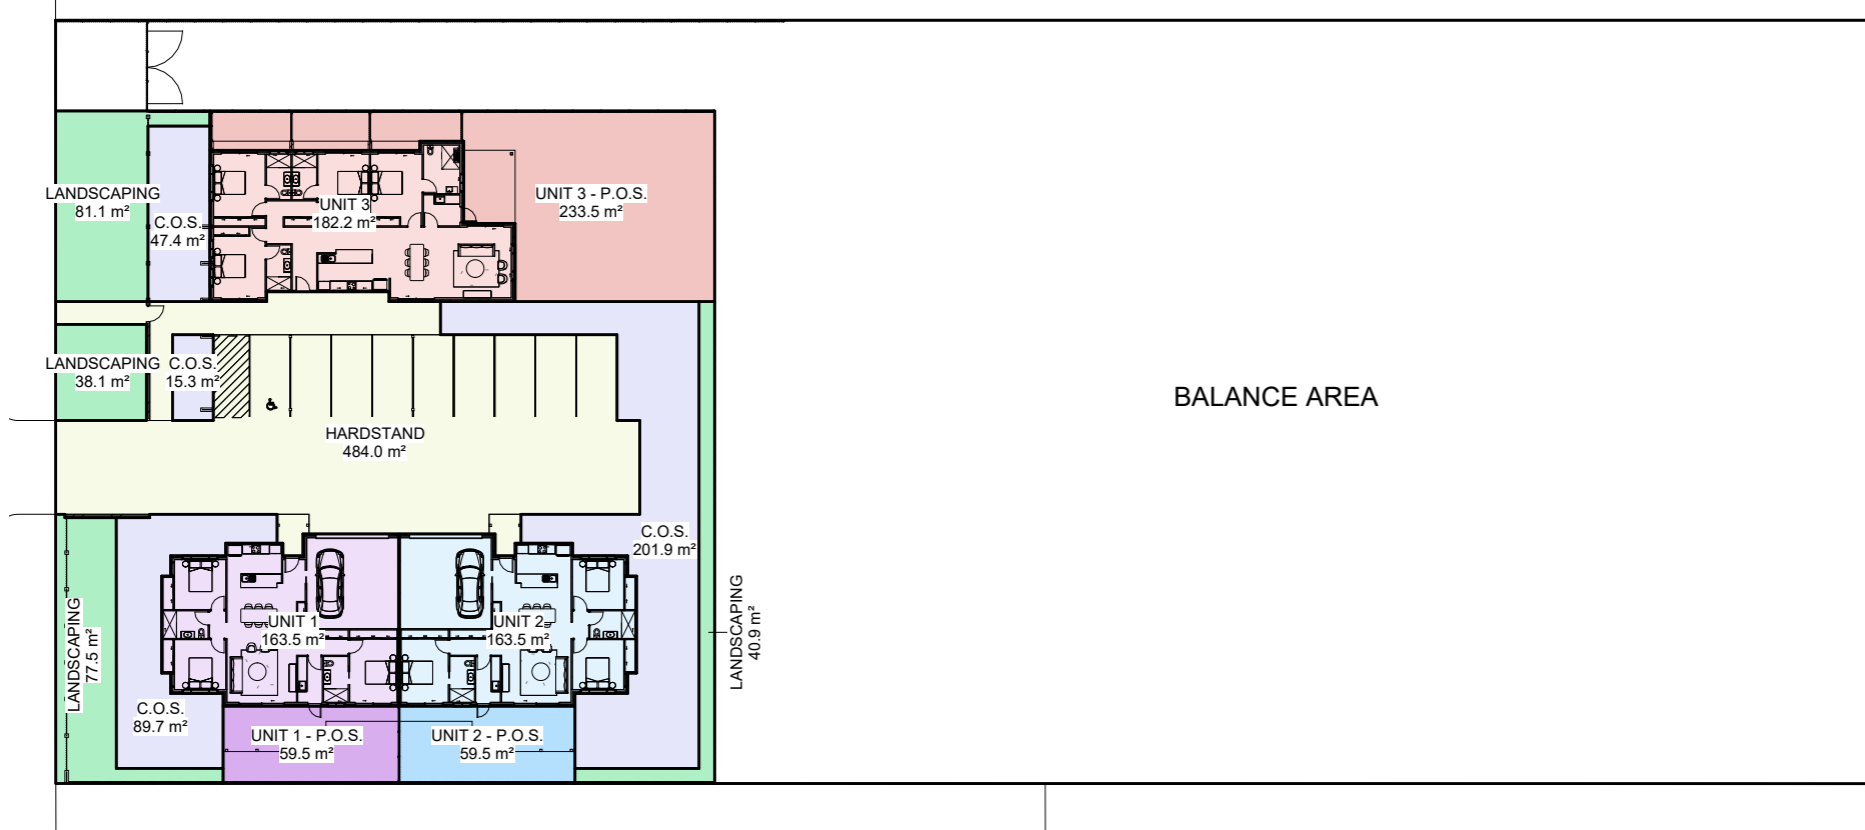 LANDSCAPING
81.1 m²
C.O.S.
47.4 m²
UNIT 3
182.2 m²
UNIT 3 - P.O.S.
233.5 m²
LANDSCAPING
38.1 m²
C.O.S.
15.3 m²
HARDSTAND
484.0 m²
BALANCE AREA
C.O.S.
201.9 m²
LANDSCAPING
77.5 m²
UNIT 1
163.5 m²
UNIT 2
163.5 m²
LANDSCAPING
40.9 m²
C.O.S.
89.7 m²
UNIT 1 - P.O.S.
59.5 m²
UNIT 2 - P.O.S.
59.5 m²